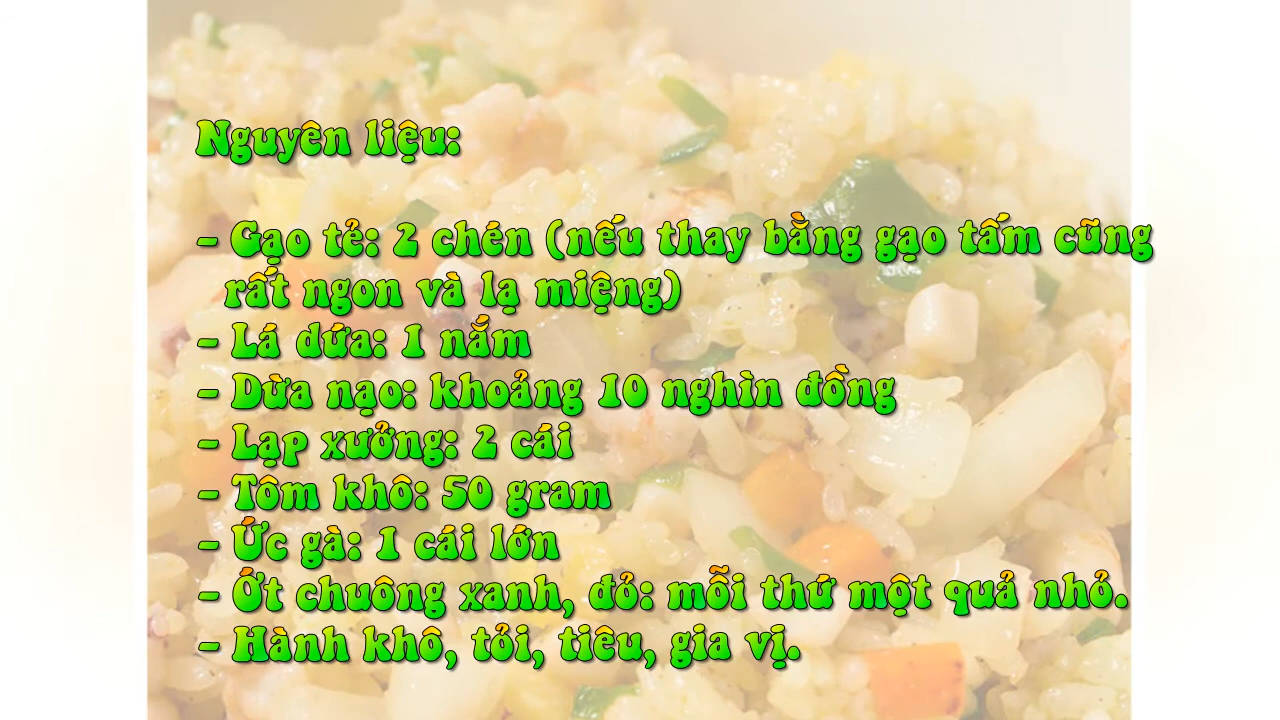 Nguyên liệu:
- Gạo tẻ: 2 chén (nếu thay bằng gạo tấm cũng
rất ngon và lạ miệng)
- Lá dứa: 1 nắm
- Dừa nạo: khoảng 10 nghìn đồng
- Lạp xưởng: 2 cái
- Tôm khô: 50 gram
- Ức gà: 1 cái lớn
- Ớt chuông xanh, đỏ: mỗi thứ một quả nhỏ.
- Hành khô, tỏi, tiêu, gia vị.